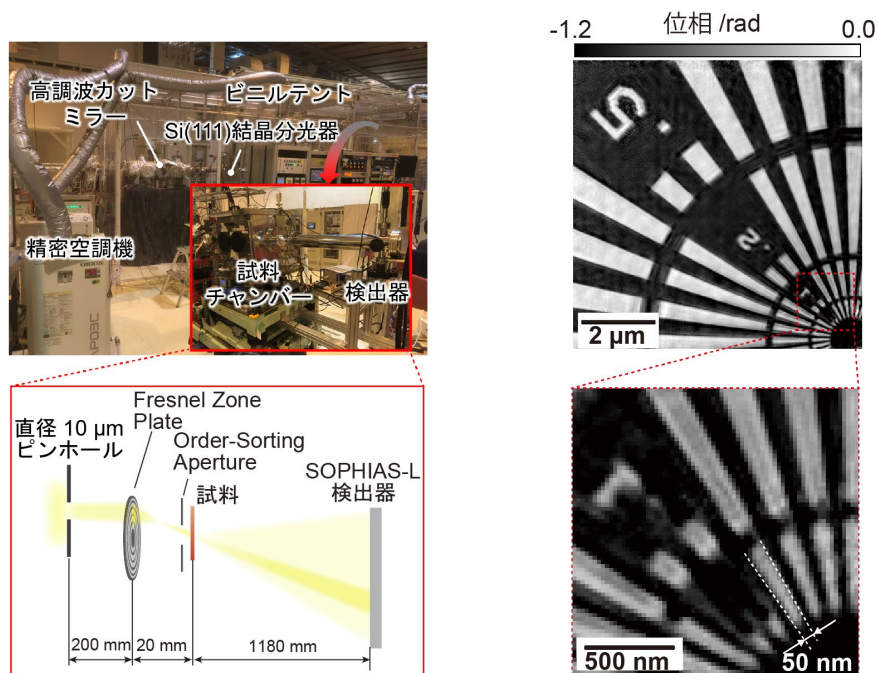 高調波カット
ミラー
ビニルテント
Si(111)結晶分光器
精密空調機
試料
チャンバー
検出器
AP03C
直径 10 µm
ピンホール
Fresnel Zone
Plate
Order-Sorting
Aperture
試料
SOPHIAS-L
検出器
200 mm
20 mm
1180 mm
-1.2
位相 /rad
0.0
.5
.2
2 µm
1
500 nm
50 nm